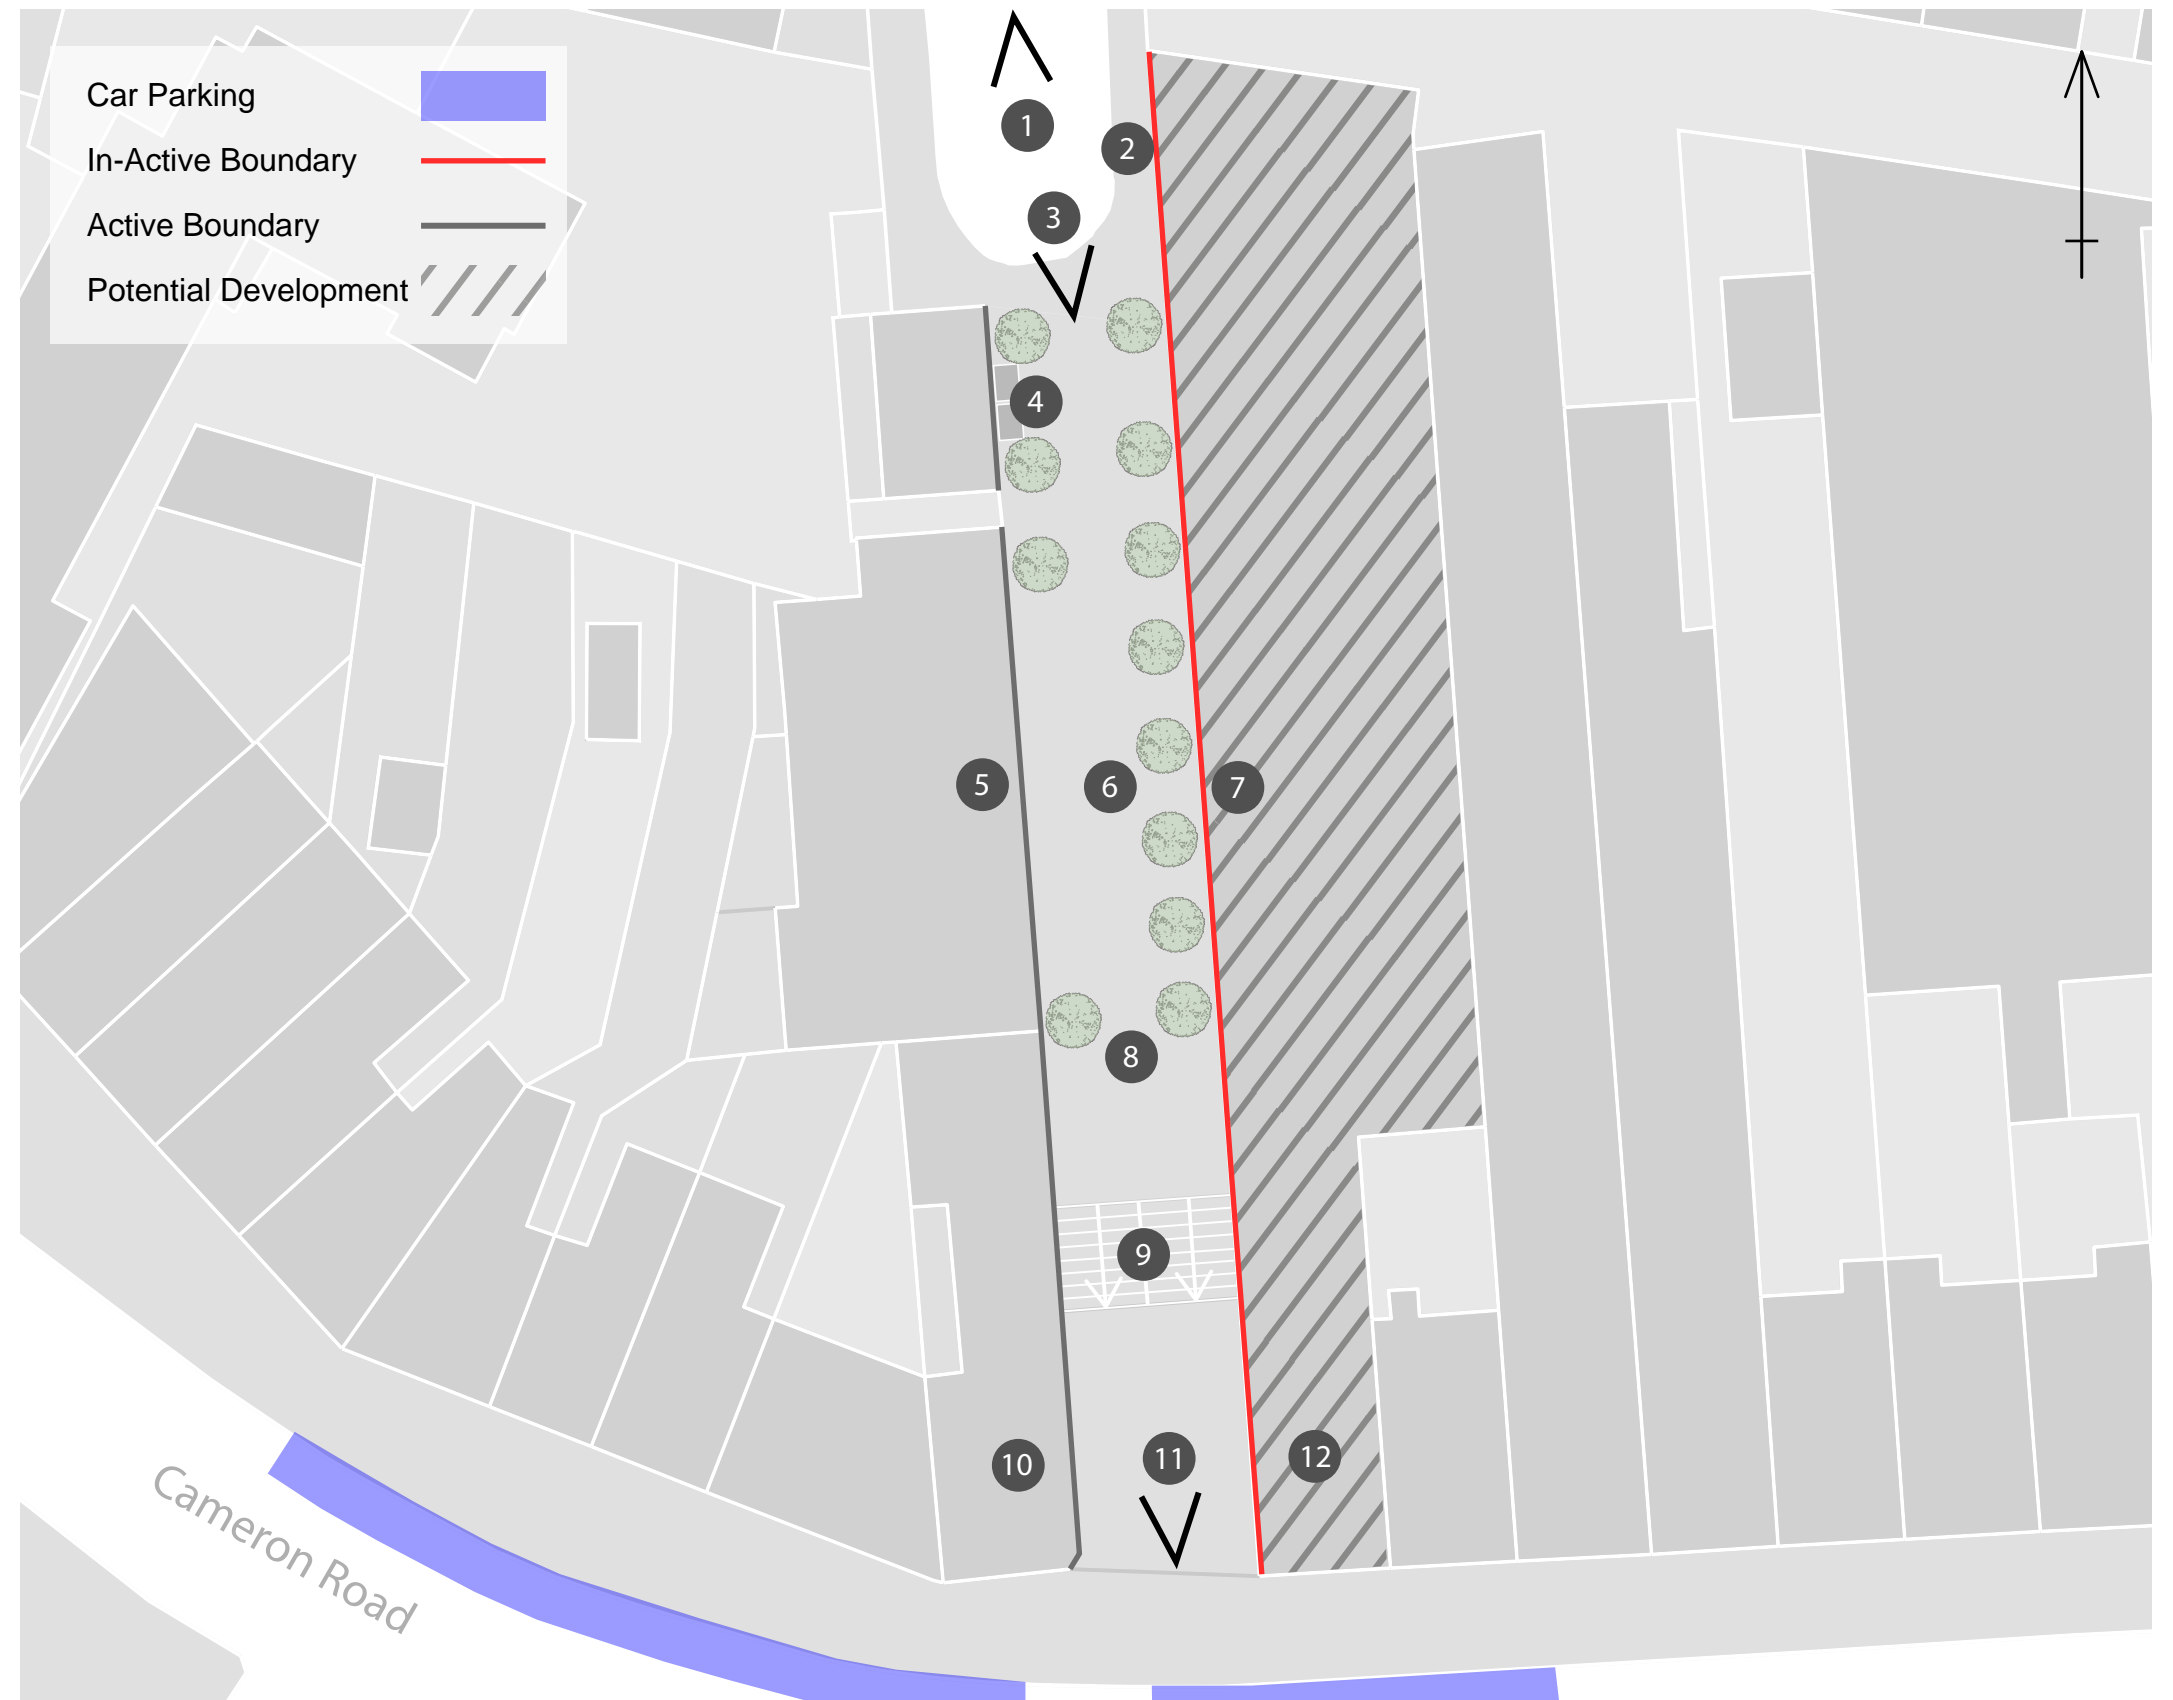 Car Parking
In-Active Boundary
Active Boundary
Potential Development
1
2
3
4
5
6
7
8
9
10
11
12
Cameron Road